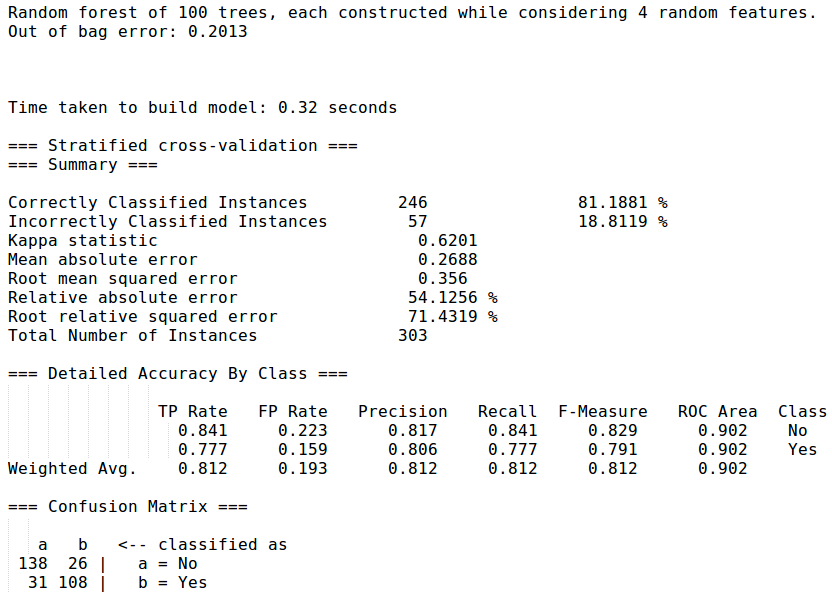 Random forest of 100 trees, each constructed while considering 4 random features.
Out of bag error: 0.2013
Time taken to build model: 0.32 seconds
=== Stratified cross-validation ===
=== Summary ===
Correctly Classified Instances         246               81.1881 %
Incorrectly Classified Instances        57               18.8119 %
Kappa statistic                          0.6201
Mean absolute error                      0.2688
Root mean squared error                  0.356
Relative absolute error                 54.1256 %
Root relative squared error             71.4319 %
Total Number of Instances              303
=== Detailed Accuracy By Class ===
               TP Rate   FP Rate   Precision   Recall  F-Measure   ROC Area  Class
                 0.841     0.223      0.817     0.841     0.829      0.902    No
                 0.777     0.159      0.806     0.777     0.791      0.902    Yes
Weighted Avg.    0.812     0.193      0.812     0.812     0.812      0.902
=== Confusion Matrix ===
   a   b   <-- classified as
 138  26 |   a = No
  31 108 |   b = Yes